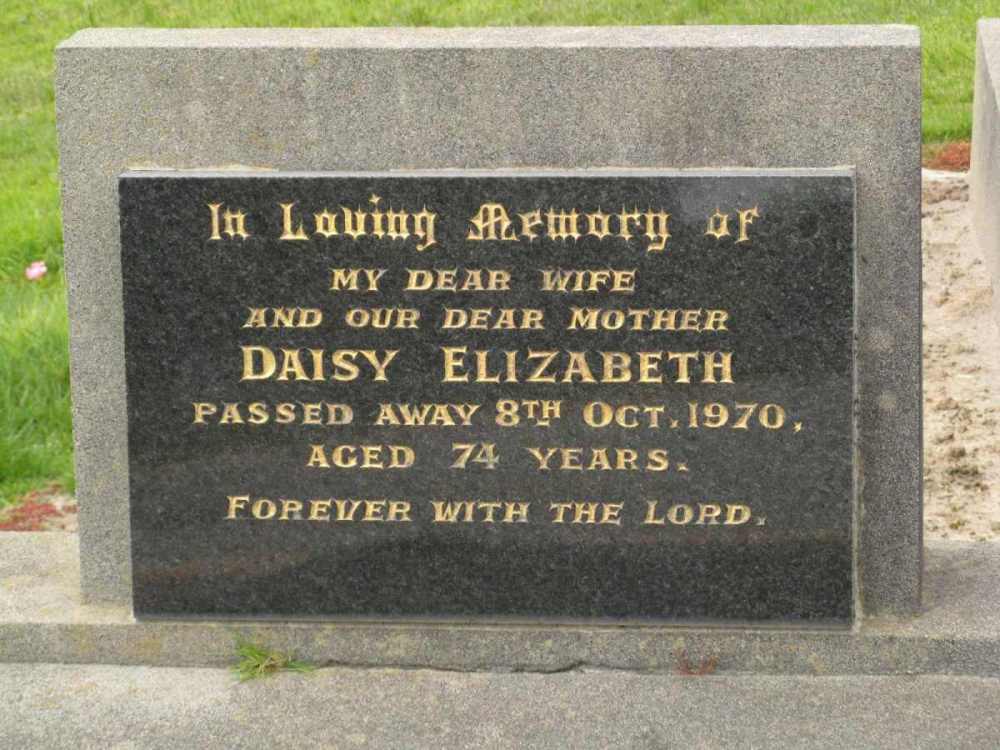 In Loving Memory of
MY DEAR WIFE
AND OUR DEAR MOTHER
DAISY ELIZABETH
PASSED AWAY 8TH OCT. 1970,
AGED 74 YEARS.
FOREVER WITH THE LORD.